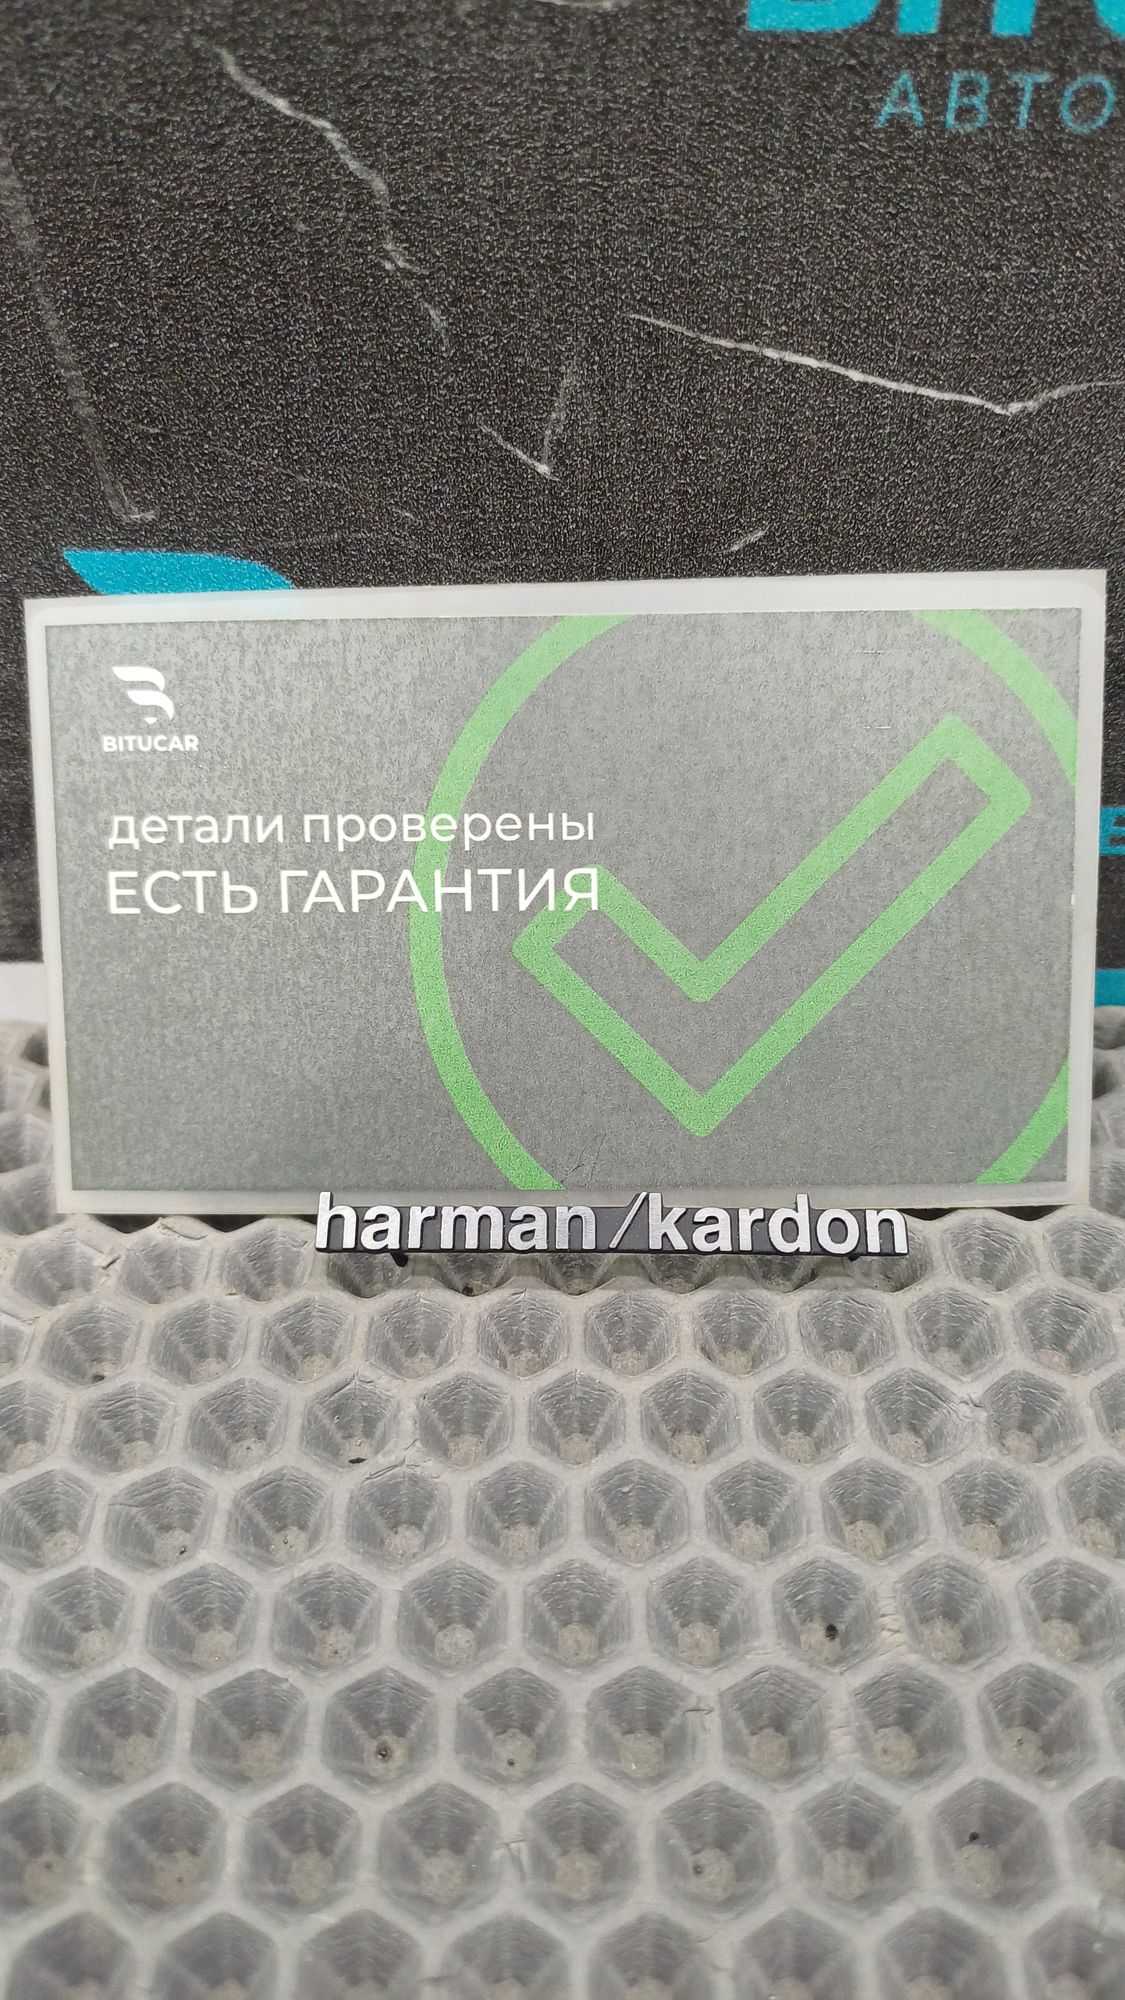 АВТО
BITUCAR
детали проверены
ЕСТЬ ГАРАНТИЯ
harman/kardon